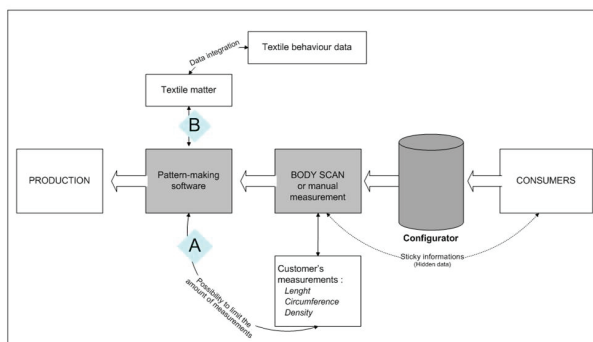 Data integration
Textile behaviour data
Textile matter
B
PRODUCTION
Pattern-making
software
BODY SCAN
or manual
measurement
CONSUMERS
Configurator
A
Sticky informations
(Hidden data)
Possibility to limit the
amount of measurements
Customer's
measurements :
Lenght
Circumference
Density